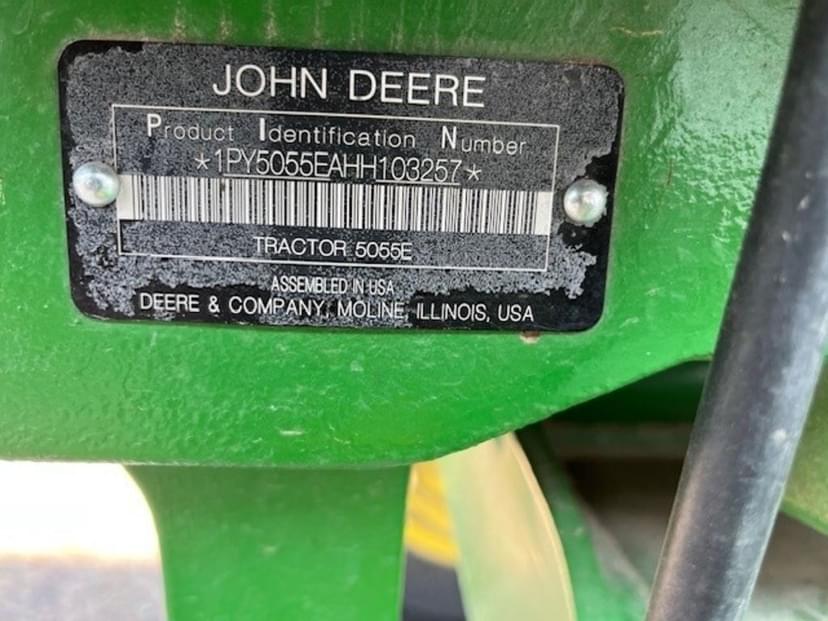 JOHN DEERE
Product Identification Number
*1PY5055EAHH103257*
TRACTOR 5055E
ASSEMBLED IN USA
DEERE & COMPANY, MOLINE, ILLINOIS, USA